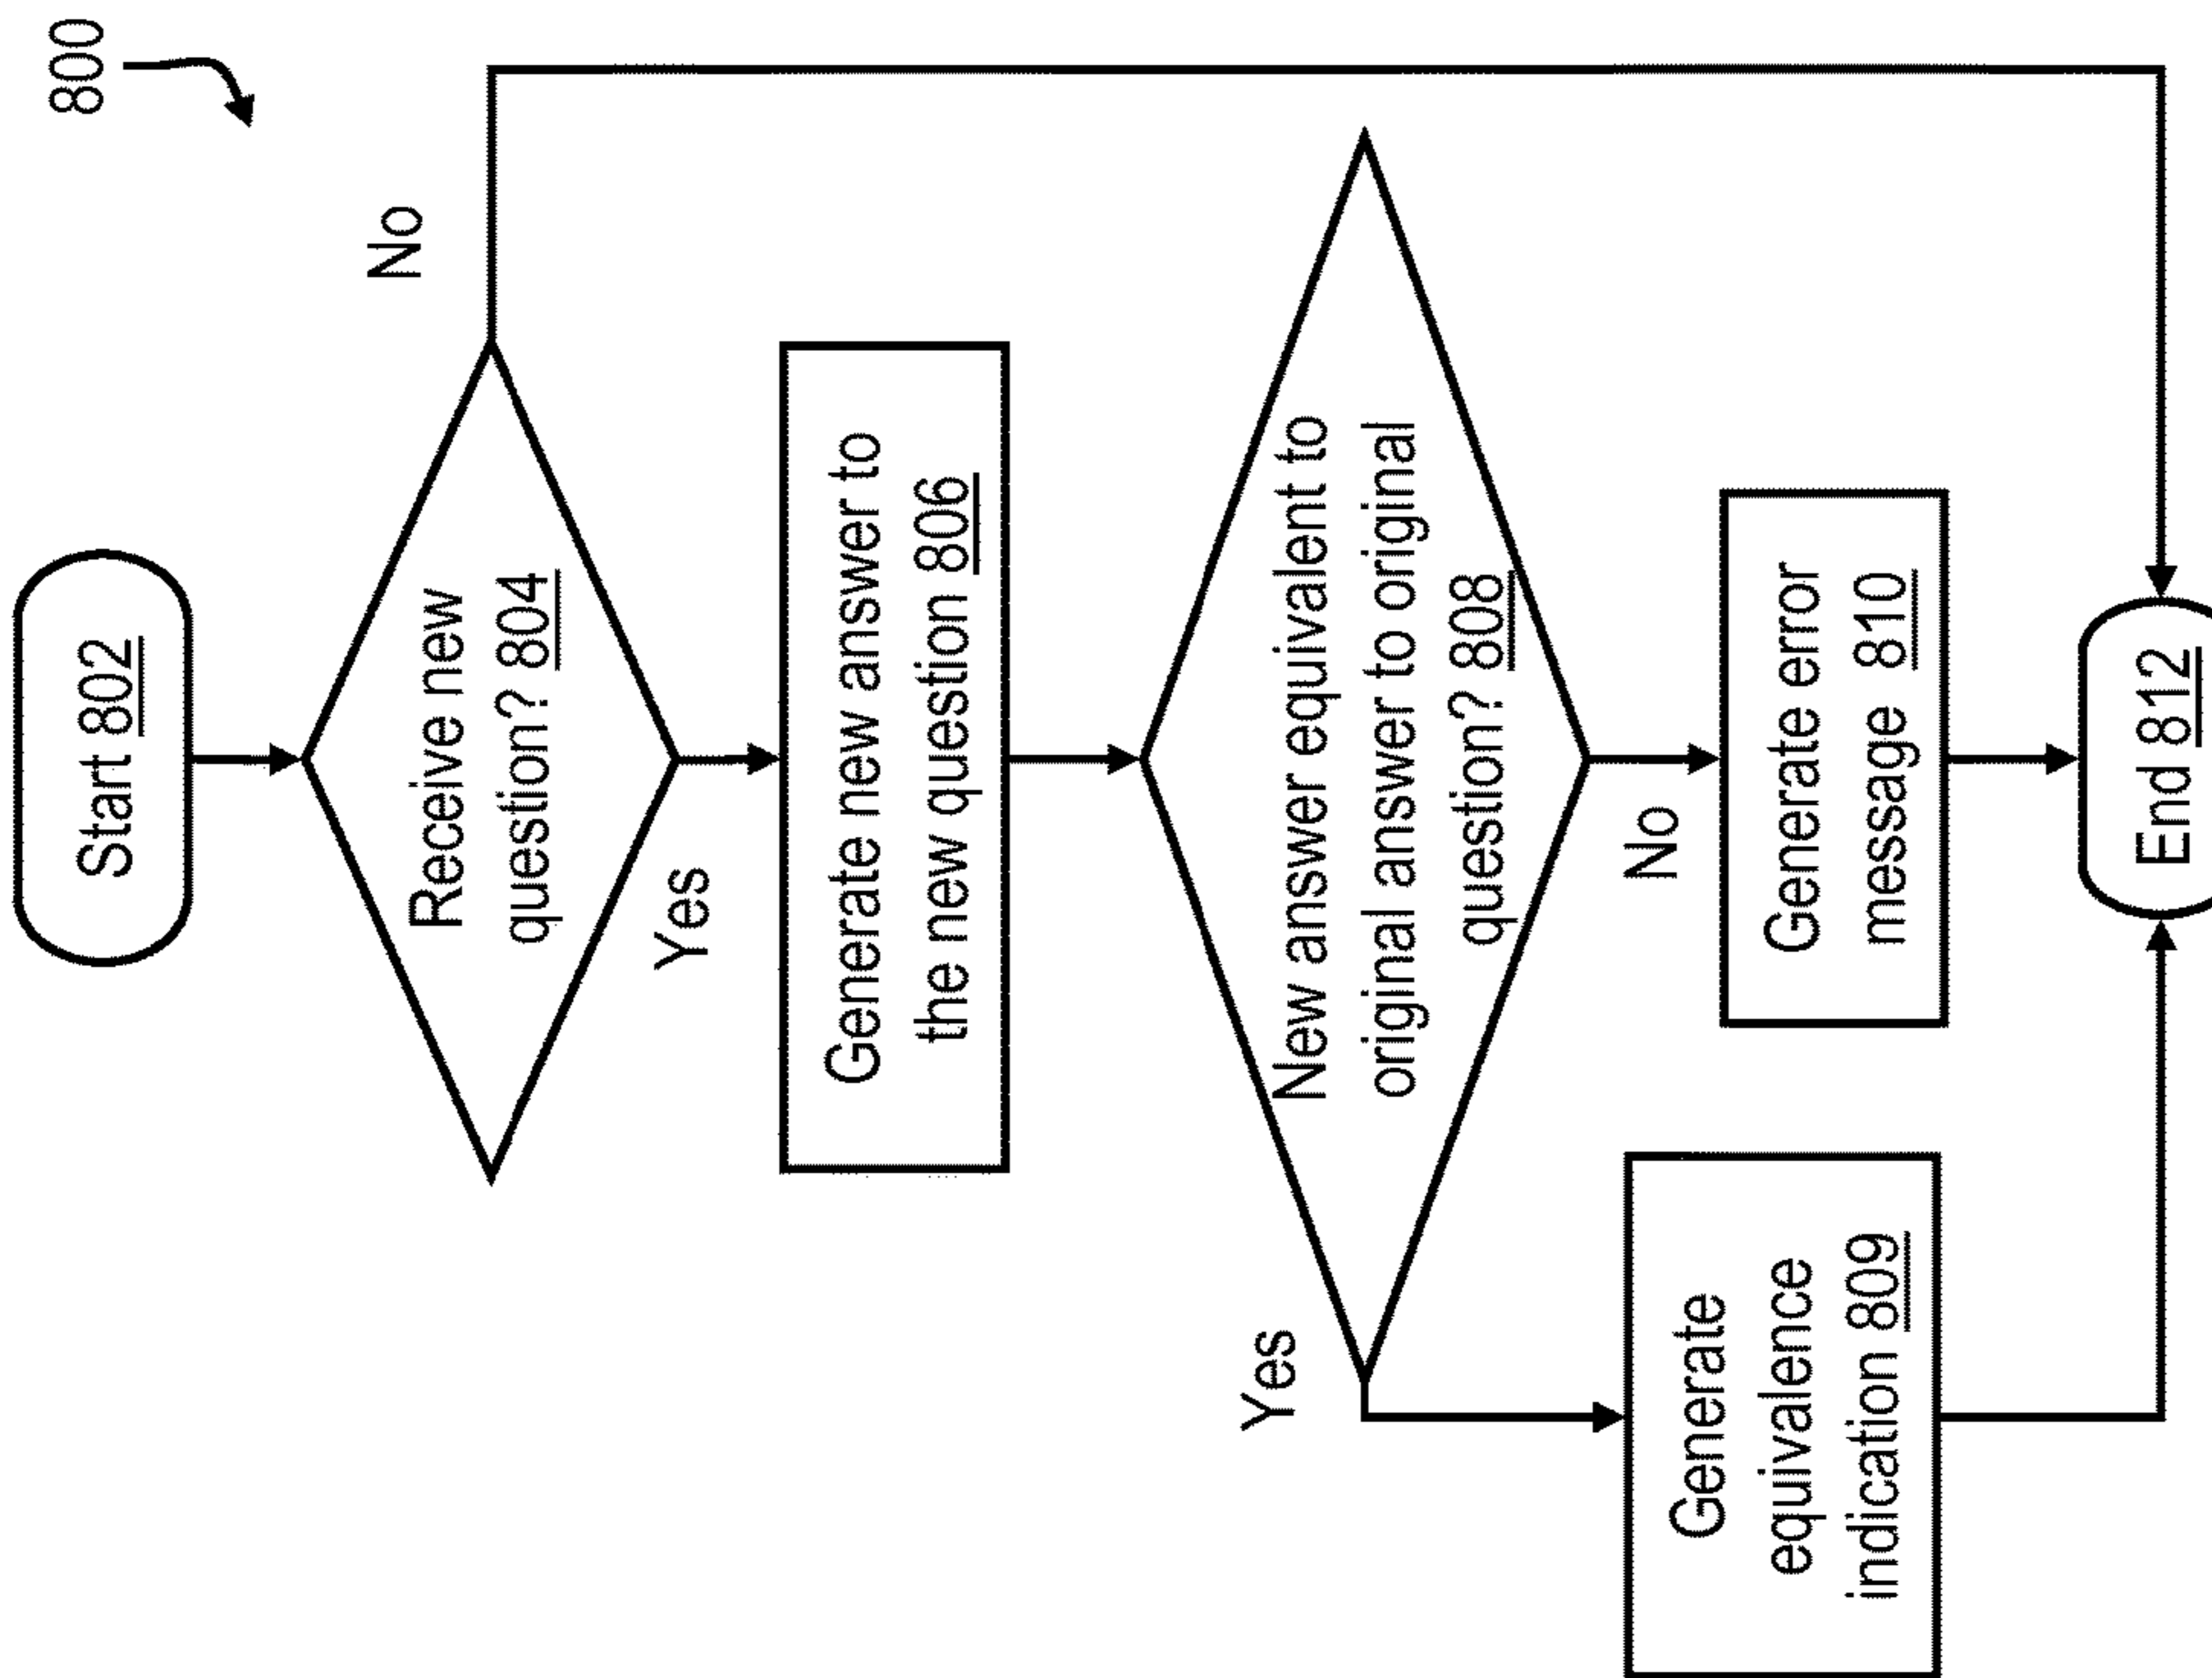 800
Start 802
Receive new
question? 804
No
Yes
Generate new answer to
the new question 806
New answer equivalent to
original answer to original
question? 808
Yes
No
Generate
equivalence
indication 809
Generate error
message 810
End 812